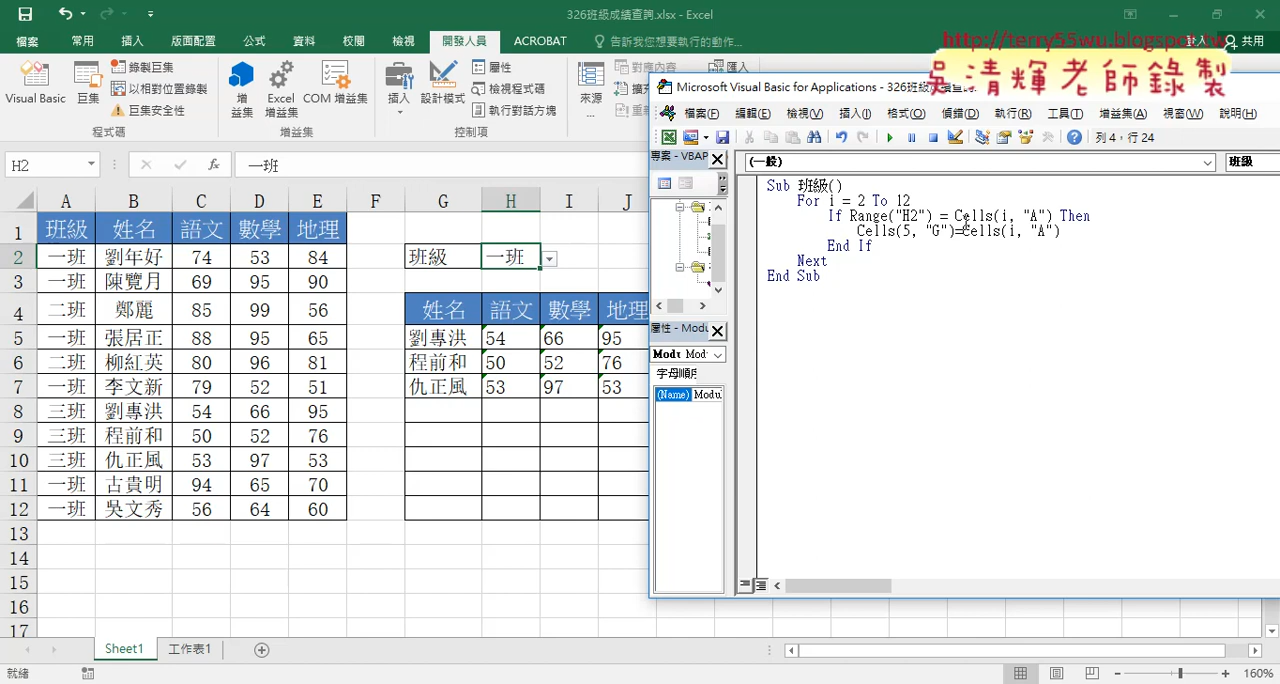 326班級成績查詢.xlsx - Excel
檔案 常用 插入 版面配置 公式 資料 校閱 檢視 開發人員 ACROBAT 告訴我您想要執行的動作... 共用
http://terry55wu.blogspot.tw
吳清輝老師錄製
Visual Basic 巨集 錄製巨集 以相對位置錄製 巨集安全性
增益集 Excel 增益集 COM 增益集
插入 設計模式 屬性 檢視程式碼 執行對話方塊
來源 對應內容 匯入
程式碼 增益集 控制項
H2 fx 一班
A B C D E F G H I J
1 班級 姓名 語文 數學 地理
2 一班 劉年好 74 53 84 班級 一班
3 一班 陳覽月 69 95 90
4 二班 鄭麗 85 99 56 姓名 語文 數學 地理
5 一班 張居正 88 95 65 劉專洪 54 66 95
6 二班 柳紅英 80 96 81 程前和 50 52 76
7 一班 李文新 79 52 51 仇正風 53 97 53
8 三班 劉專洪 54 66 95
9 三班 程前和 50 52 76
10 三班 仇正風 53 97 53
11 一班 古貴明 94 65 70
12 一班 吳文秀 56 64 60
13
14
15
16
17
Sheet1 工作表1
就緒 160%
Microsoft Visual Basic for Applications - 326班級成績查詢.
檔案(F) 編輯(E) 檢視(V) 插入(I) 格式(O) 偵錯(D) 執行(R) 工具(T) 增益集(A) 視窗(W) 說明(H)
列 4，行 24
專案 - VBAP
(一般) 班級
Sub 班級()
For i = 2 To 12
If Range("H2") = Cells(i, "A") Then
Cells(5, "G")=Cells(i, "A")
End If
Next
End Sub
屬性 - Modu
Modu Mod
字母順序
(Name) Modu